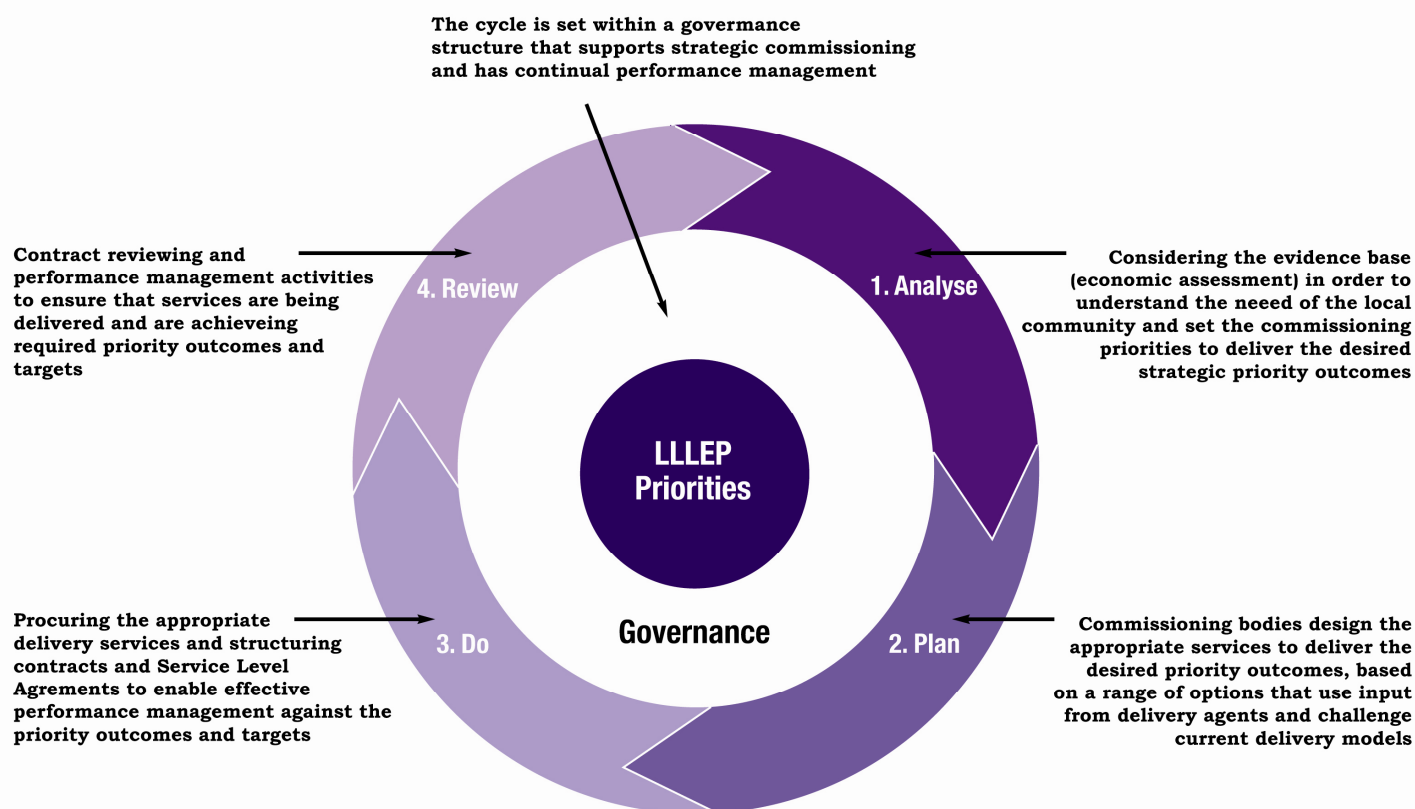 The cycle is set within a governance
structure that supports strategic commissioning
and has continual performance management
Contract reviewing and
performance management activities
to ensure that services are being
delivered and are achieveing
required priority outcomes and
targets
4. Review
1. Analyse
Considering the evidence base
(economic assessment) in order to
understand the neeed of the local
community and set the commissioning
priorities to deliver the desired
strategic priority outcomes
LLLEP
Priorities
Governance
Procuring the appropriate
delivery services and structuring
contracts and Service Level
Agrements to enable effective
performance management against the
priority outcomes and targets
3. Do
2. Plan
Commissioning bodies design the
appropriate services to deliver the
desired priority outcomes, based
on a range of options that use input
from delivery agents and challenge
current delivery models